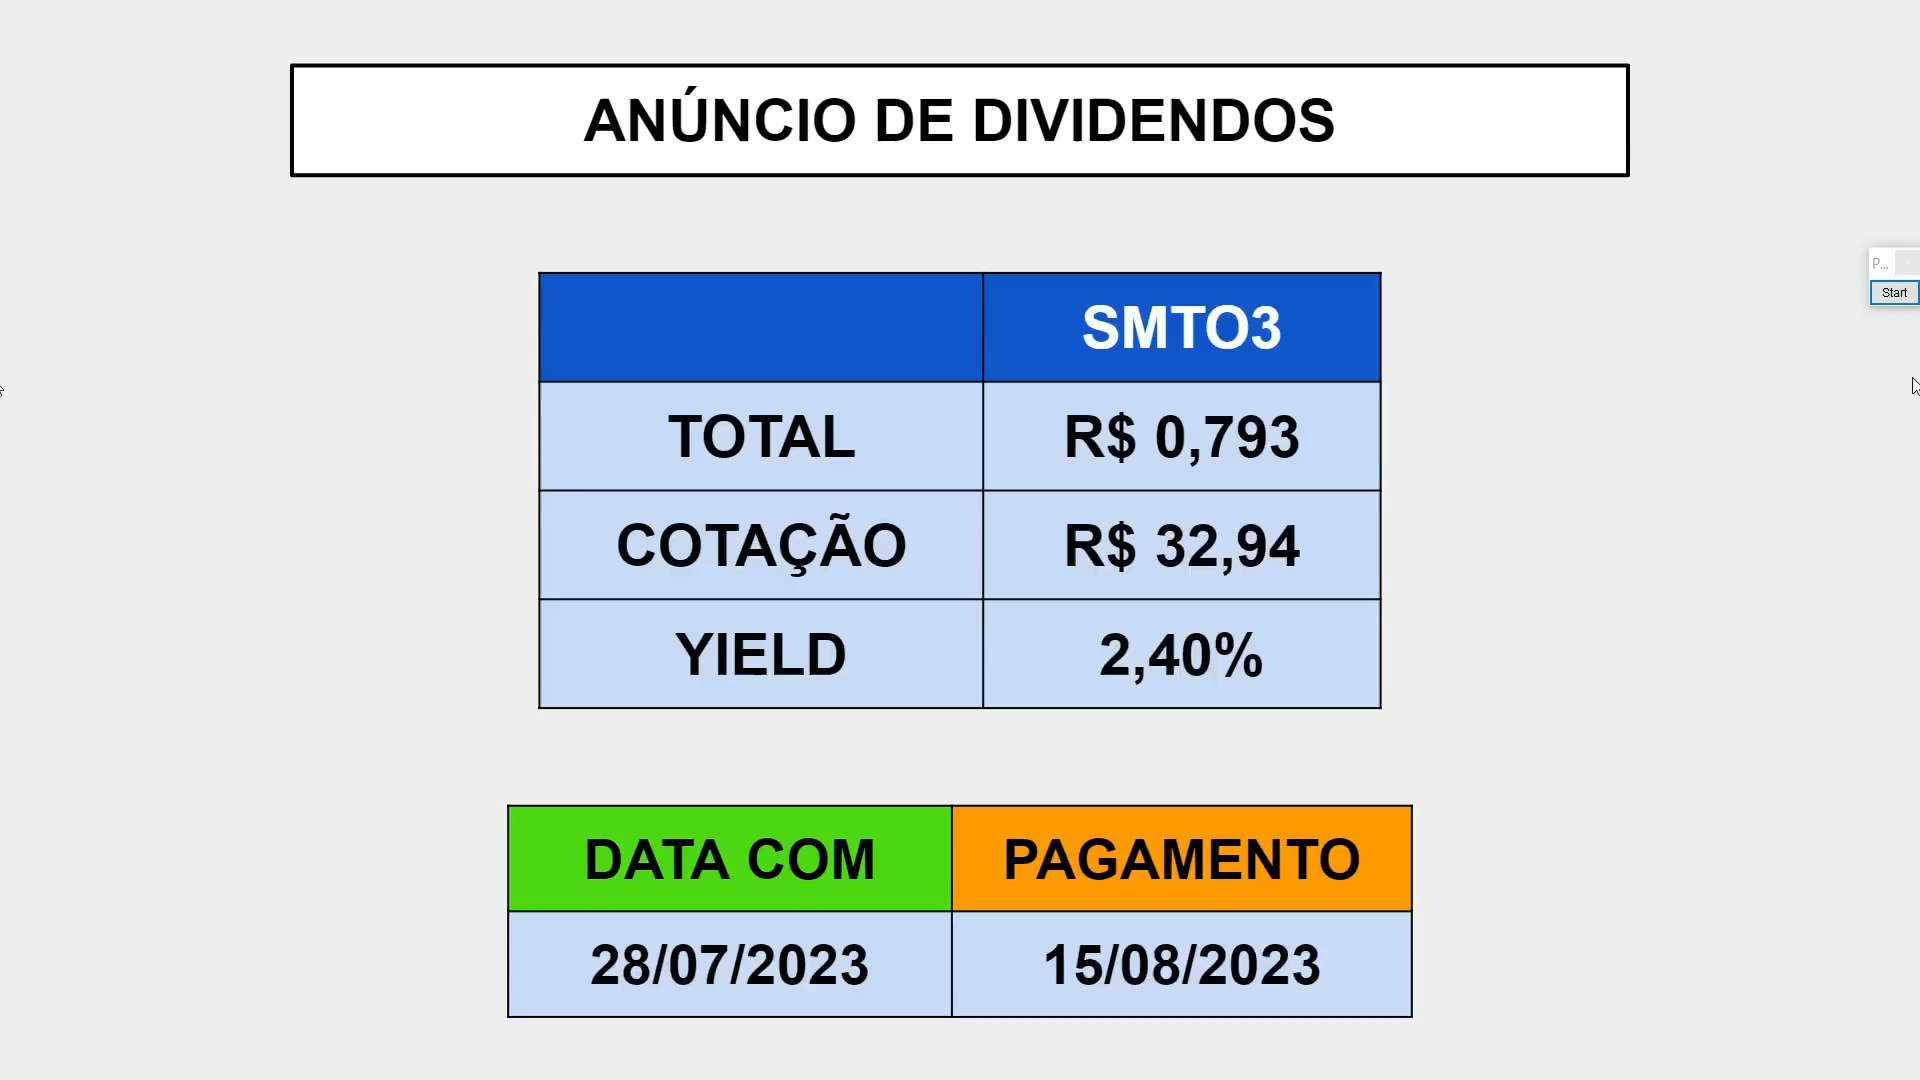 ANÚNCIO DE DIVIDENDOS
SMTO3
TOTAL R$ 0,793
COTAÇÃO R$ 32,94
YIELD 2,40%
DATA COM PAGAMENTO
28/07/2023 15/08/2023
P...
Start